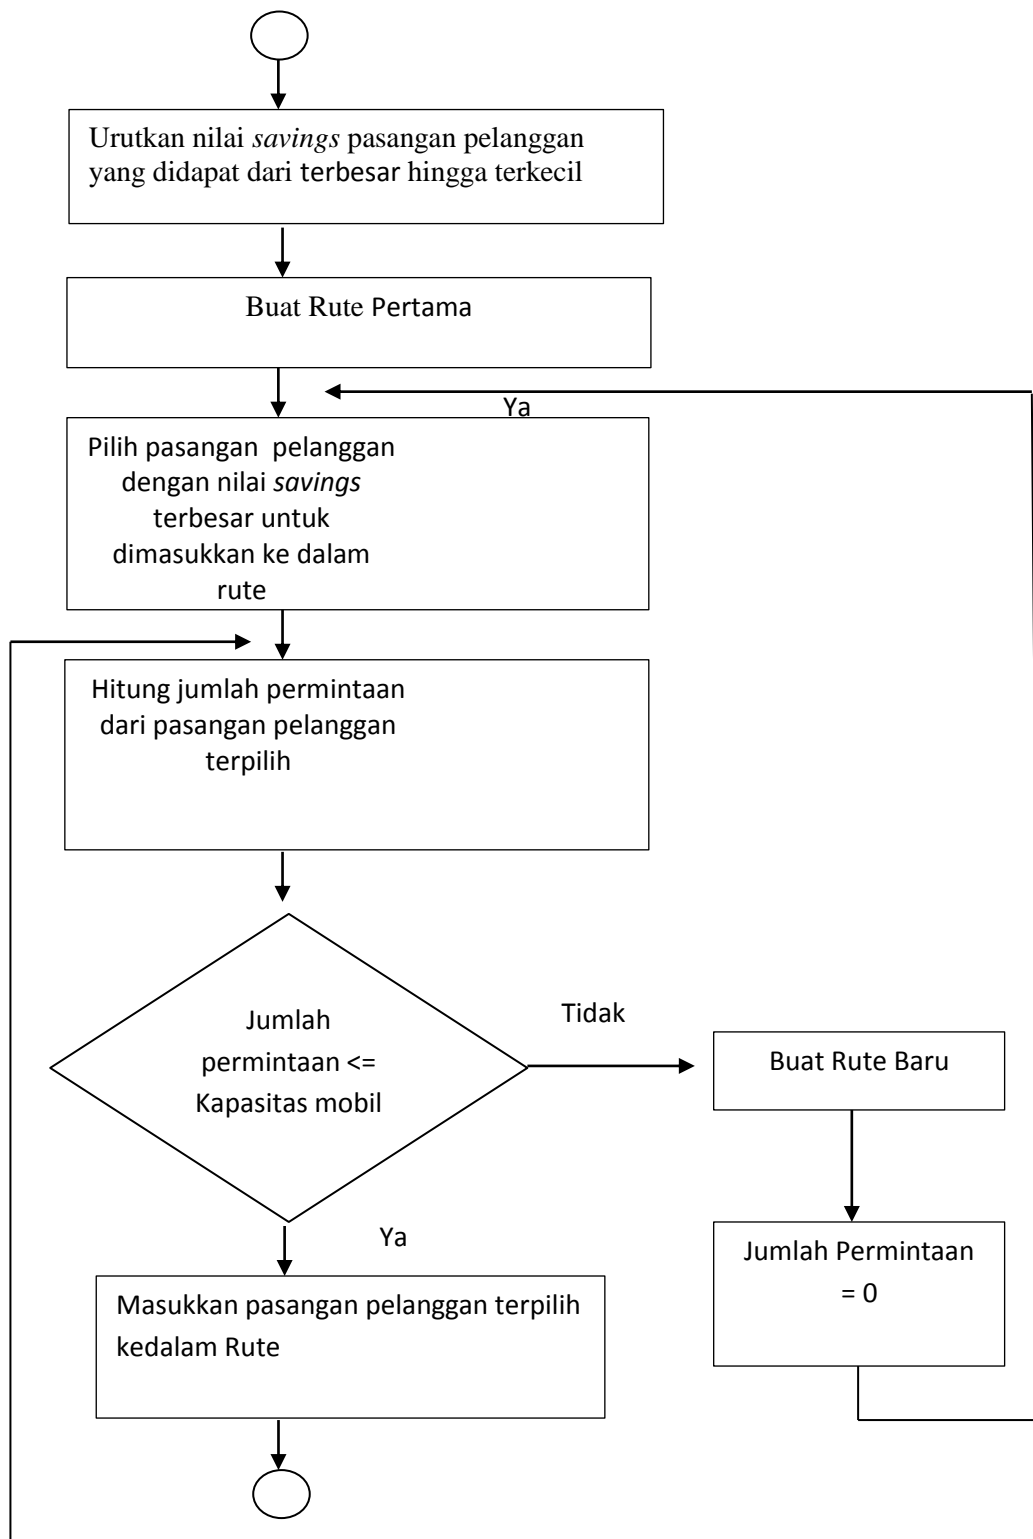 Urutkan nilai savings pasangan pelanggan
yang didapat dari terbesar hingga terkecil
Buat Rute Pertama
Ya
Pilih pasangan pelanggan
dengan nilai savings
terbesar untuk
dimasukkan ke dalam
rute
Hitung jumlah permintaan
dari pasangan pelanggan
terpilih
Jumlah
permintaan <=
Kapasitas mobil
Tidak
Buat Rute Baru
Ya
Jumlah Permintaan
= 0
Masukkan pasangan pelanggan terpilih
kedalam Rute